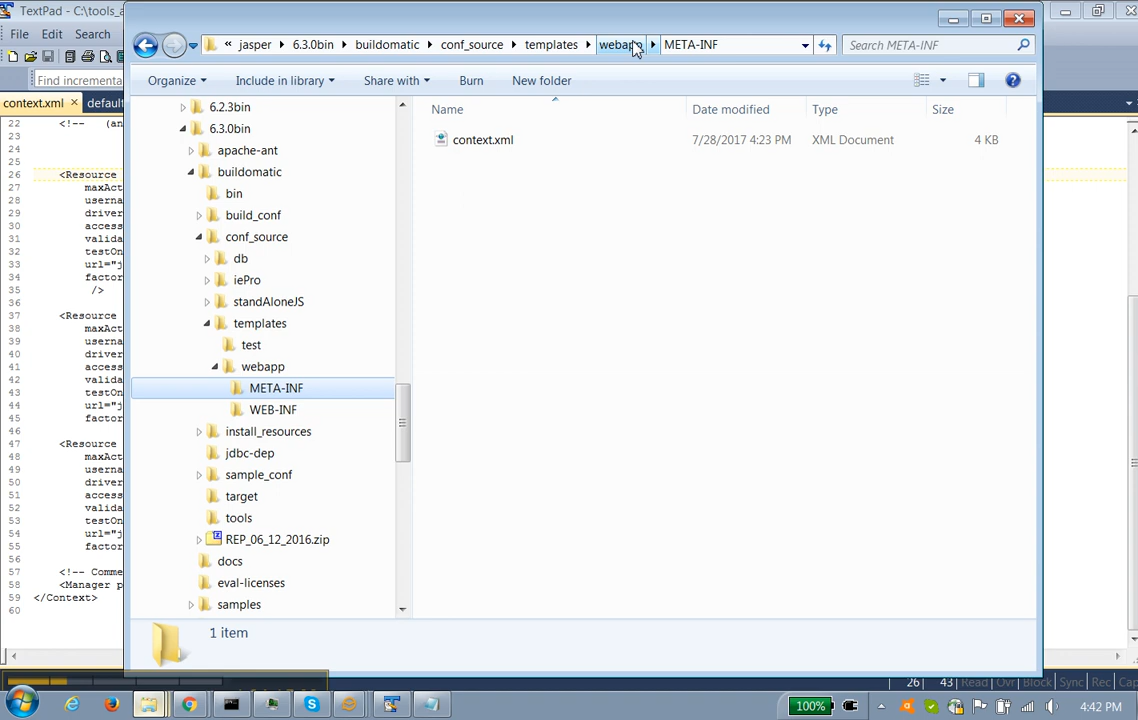 TextPad - C:\tools_a
File Edit Search
Find incrementa
context.xml × default
22 <!-- (an
23
24
25
26 <Resource
27 maxAct
28 userna
29 driver
30 access
31 valida
32 testOn
33 url="j
34 factor
35 />
36
37 <Resource
38 maxAct
39 userna
40 driver
41 access
42 valida
43 testOn
44 url="j
45 factor
46
47 <Resource
48 maxAct
49 userna
50 driver
51 access
52 valida
53 testOn
54 url="j
55 factor
56
57 <!-- Comme
58 <Manager p
59 </Context>
60
« jasper 6.3.0bin buildomatic conf_source templates webapp META-INF
Search META-INF
Organize Include in library Share with Burn New folder
6.2.3bin
6.3.0bin
apache-ant
buildomatic
bin
build_conf
conf_source
db
iePro
standAloneJS
templates
test
webapp
META-INF
WEB-INF
install_resources
jdbc-dep
sample_conf
target
tools
REP_06_12_2016.zip
docs
eval-licenses
samples
Name Date modified Type Size
context.xml 7/28/2017 4:23 PM XML Document 4 KB
1 item
26 43 Read Ovr Block Sync Rec Cap
100% 4:42 PM